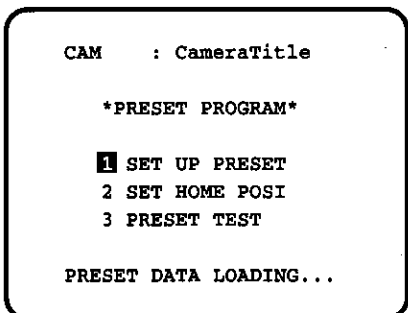 CAM : CameraTitle
*PRESET PROGRAM*
1 SET UP PRESET
2 SET HOME POSI
3 PRESET TEST
PRESET DATA LOADING...